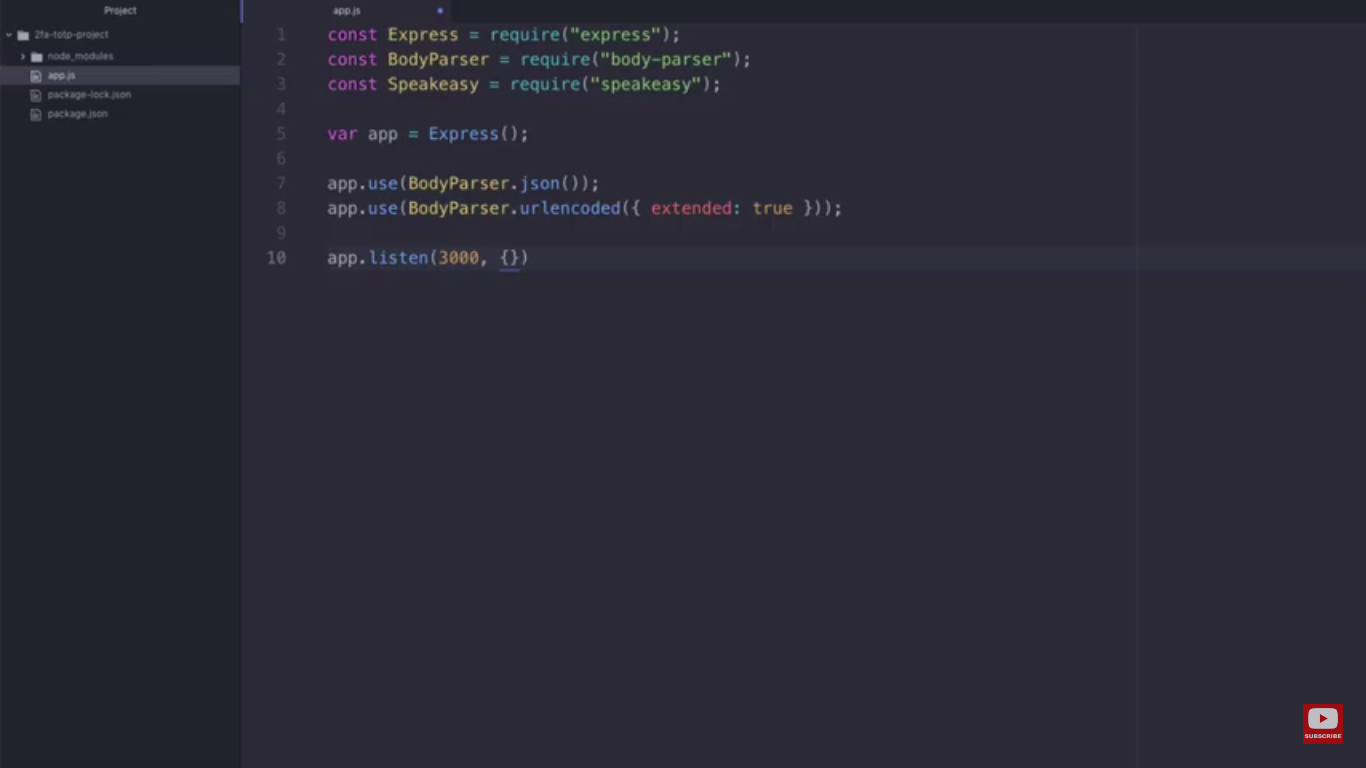 Project
2fa-totp-project
node_modules
app.js
package-lock.json
package.json
app.js
1 const Express = require("express");
2 const BodyParser = require("body-parser");
3 const Speakeasy = require("speakeasy");
4
5 var app = Express();
6
7 app.use(BodyParser.json());
8 app.use(BodyParser.urlencoded({ extended: true }));
9
10 app.listen(3000, {})
SUBSCRIBE